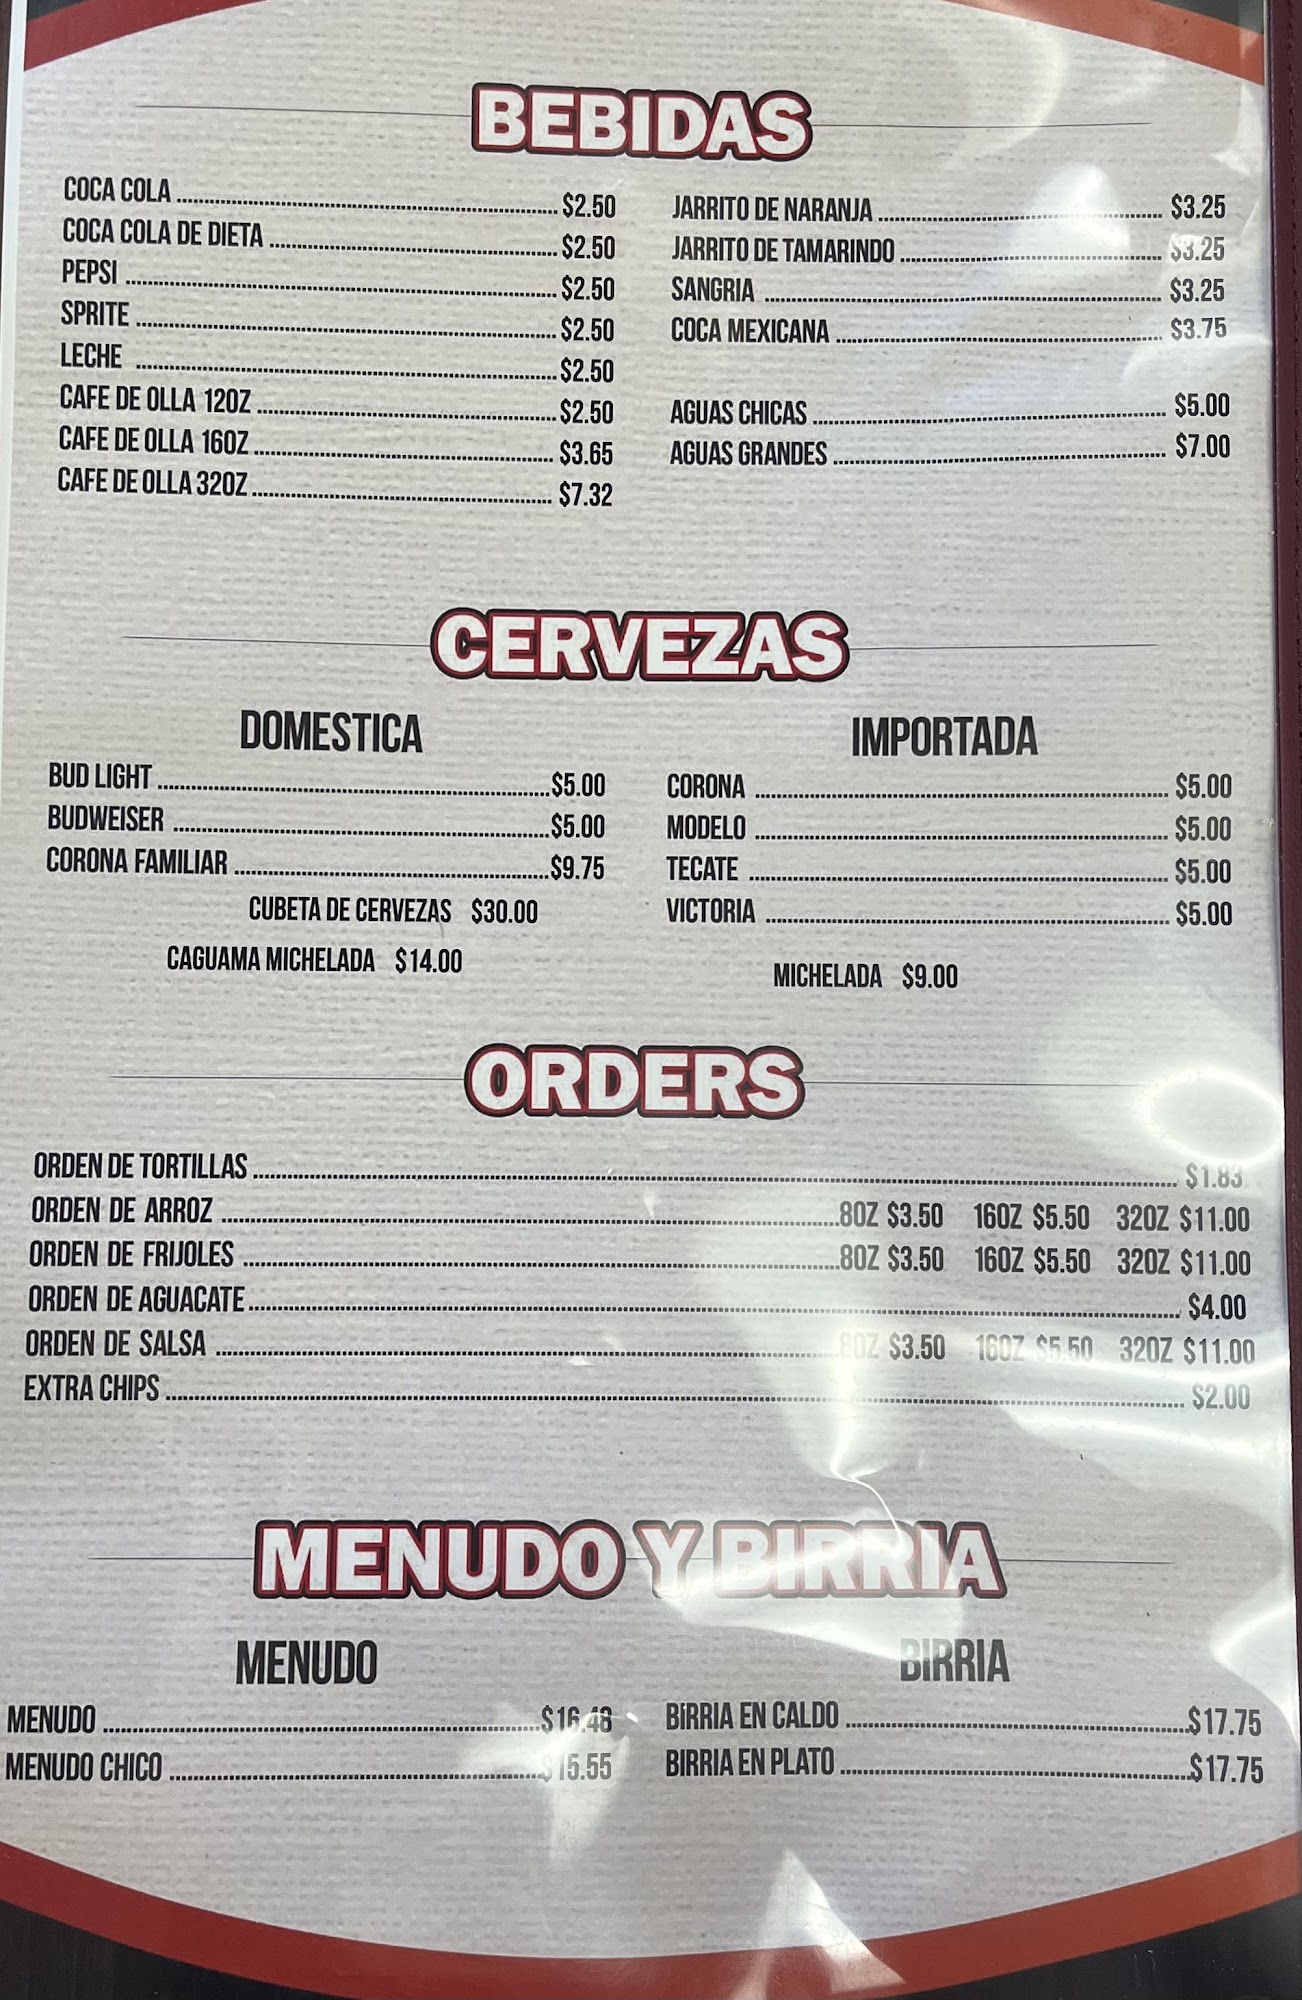 BEBIDAS
COCA COLA $2.50
COCA COLA DE DIETA $2.50
PEPSI $2.50
SPRITE $2.50
LECHE $2.50
CAFE DE OLLA 12OZ $2.50
CAFE DE OLLA 16OZ $3.65
CAFE DE OLLA 32OZ $7.32
JARRITO DE NARANJA $3.25
JARRITO DE TAMARINDO $3.25
SANGRIA $3.25
COCA MEXICANA $3.75
AGUAS CHICAS $5.00
AGUAS GRANDES $7.00
CERVEZAS
DOMESTICA
BUD LIGHT $5.00
BUDWEISER $5.00
CORONA FAMILIAR $9.75
CUBETA DE CERVEZAS $30.00
CAGUAMA MICHELADA $14.00
IMPORTADA
CORONA $5.00
MODELO $5.00
TECATE $5.00
VICTORIA $5.00
MICHELADA $9.00
ORDERS
ORDEN DE TORTILLAS $1.83
ORDEN DE ARROZ 8OZ $3.50 16OZ $5.50 32OZ $11.00
ORDEN DE FRIJOLES 8OZ $3.50 16OZ $5.50 32OZ $11.00
ORDEN DE AGUACATE $4.00
ORDEN DE SALSA 8OZ $3.50 16OZ $5.50 32OZ $11.00
EXTRA CHIPS $2.00
MENUDO Y BIRRIA
MENUDO
MENUDO $16.48
MENUDO CHICO $15.55
BIRRIA
BIRRIA EN CALDO $17.75
BIRRIA EN PLATO $17.75